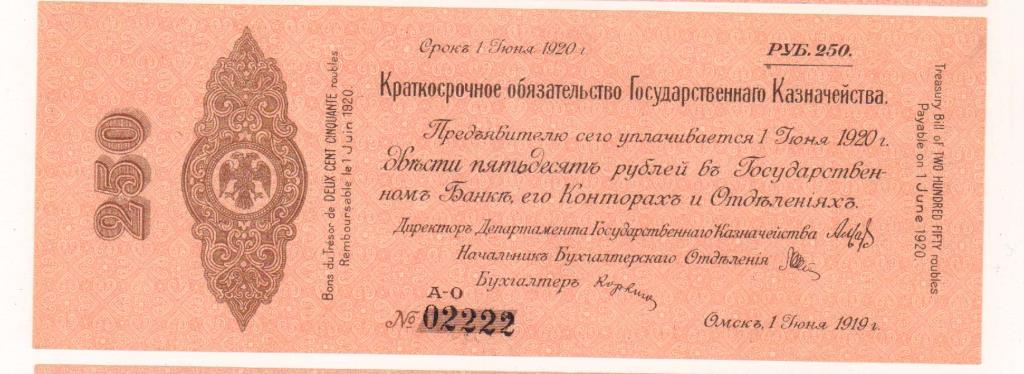 250
Bons du Trésor de DEUX CENT CINQUANTE roubles
Remboursable le 1 Juin 1920.
Срокъ 1 Іюня 1920 г.
РУБ. 250.
Краткосрочное обязательство Государственнаго Казначейства.
Предъявителю сего уплачивается 1 Іюня 1920 г.
двѣсти пятьдесятъ рублей въ Государствен-
номъ Банкѣ, его Конторахъ и Отдѣленіяхъ.
Директоръ Департамента Государственнаго Казначейства
Начальникъ Бухгалтерскаго Отдѣленія
Бухгалтеръ
А-О
№ 02222
Омскъ, 1 Іюня 1919 г.
Treasury Bill of TWO HUNDRED FIFTY roubles
Payable on 1 June 1920.